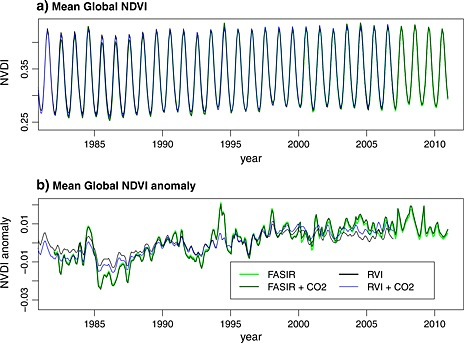 a) Mean Global NDVI
NVDI
0.35
0.25
1985 1990 1995 2000 2005 2010
year
b) Mean Global NDVI anomaly
NVDI anomaly
0.01
-0.01
-0.03
FASIR RVI
FASIR + CO2 RVI + CO2
1985 1990 1995 2000 2005 2010
year